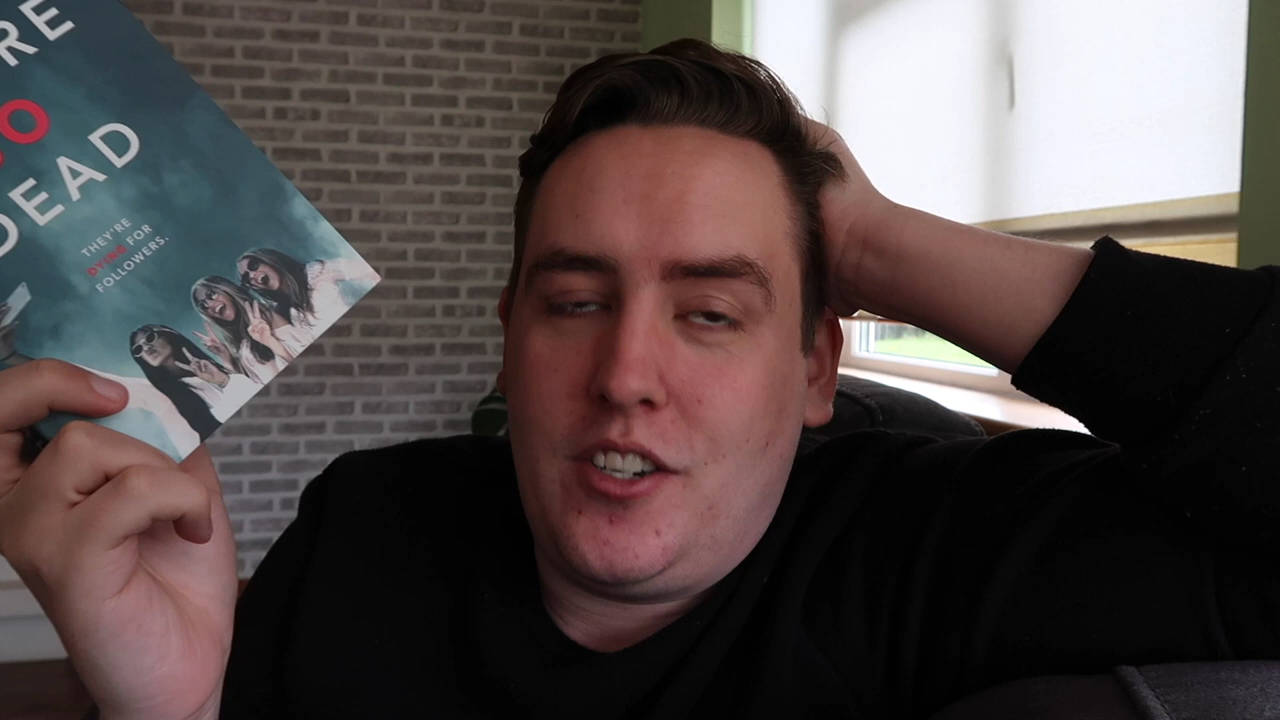 RE
DEAD
THEY'RE
DYING FOR
FOLLOWERS.